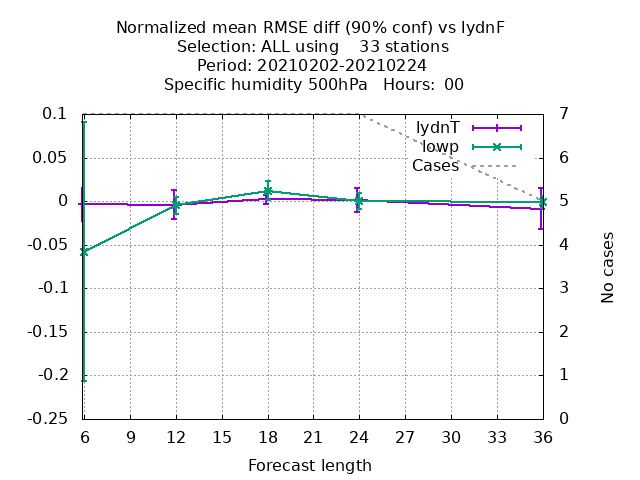 Normalized mean RMSE diff (90% conf) vs lydnF
Selection: ALL using    33 stations
Period: 20210202-20210224
Specific humidity 500hPa   Hours: 00
0.1
0.05
0
-0.05
-0.1
-0.15
-0.2
-0.25
lydnT
lowp
Cases
7
6
5
4
3
2
1
0
No cases
6 9 12 15 18 21 24 27 30 33 36
Forecast length